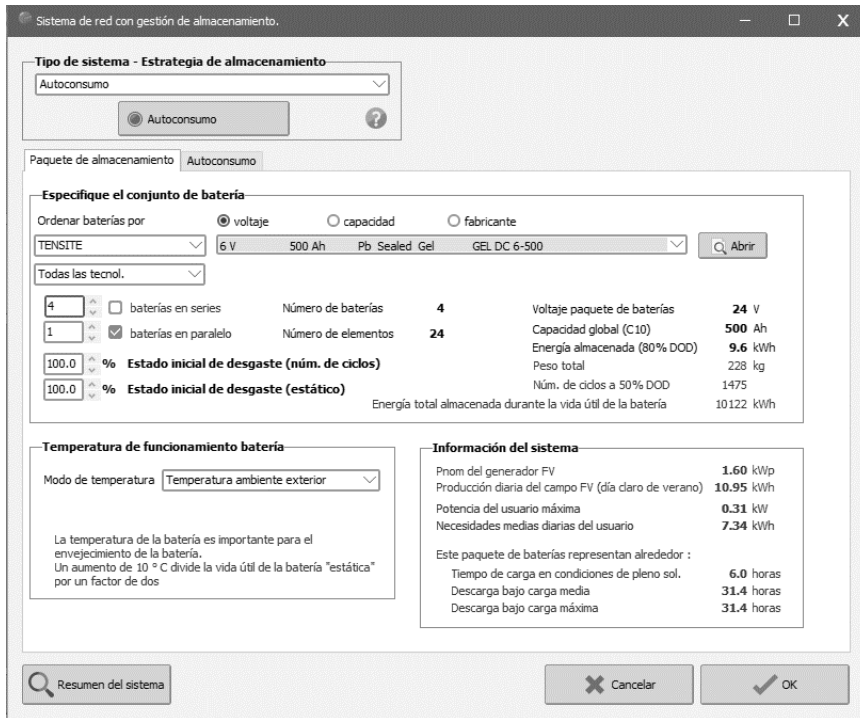 Sistema de red con gestión de almacenamiento.
Tipo de sistema - Estrategia de almacenamiento
Autoconsumo
Autoconsumo
Paquete de almacenamiento Autoconsumo
Especifique el conjunto de batería
Ordenar baterías por voltaje capacidad fabricante
TENSITE 6 V 500 Ah Pb Sealed Gel GEL DC 6-500 Abrir
Todas las tecnol.
4 baterías en series Número de baterías 4 Voltaje paquete de baterías 24 V
1 baterías en paralelo Número de elementos 24 Capacidad global (C10) 500 Ah
Energía almacenada (80% DOD) 9.6 kWh
100.0 % Estado inicial de desgaste (núm. de ciclos) Peso total 228 kg
100.0 % Estado inicial de desgaste (estático) Núm. de ciclos a 50% DOD 1475
Energía total almacenada durante la vida útil de la batería 10122 kWh
Temperatura de funcionamiento batería
Modo de temperatura Temperatura ambiente exterior
La temperatura de la batería es importante para el
envejecimiento de la batería.
Un aumento de 10 ° C divide la vida útil de la batería "estática"
por un factor de dos
Información del sistema
Pnom del generador FV 1.60 kWp
Producción diaria del campo FV (día claro de verano) 10.95 kWh
Potencia del usuario máxima 0.31 kW
Necesidades medias diarias del usuario 7.34 kWh
Este paquete de baterías representan alrededor :
Tiempo de carga en condiciones de pleno sol. 6.0 horas
Descarga bajo carga media 31.4 horas
Descarga bajo carga máxima 31.4 horas
Resumen del sistema Cancelar OK